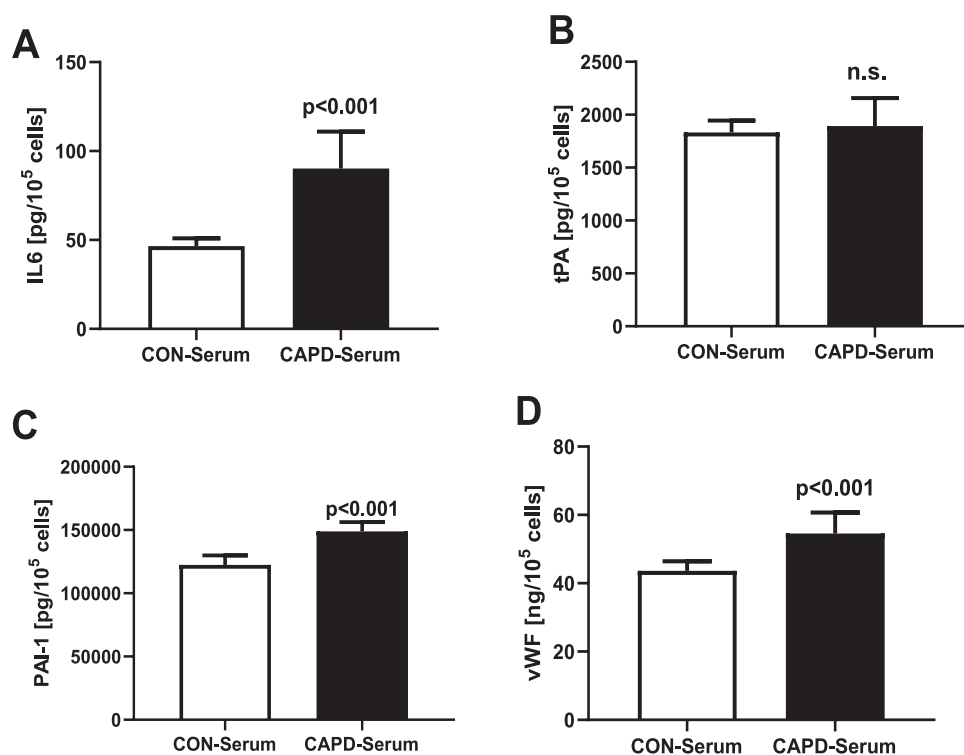 A
IL6 [pg/10⁵ cells]
150
100
50
0
p<0.001
CON-Serum
CAPD-Serum
B
tPA [pg/10⁵ cells]
2500
2000
1500
1000
500
0
n.s.
CON-Serum
CAPD-Serum
C
PAI-1 [pg/10⁵ cells]
200000
150000
100000
50000
0
p<0.001
CON-Serum
CAPD-Serum
D
vWF [ng/10⁵ cells]
80
60
40
20
0
p<0.001
CON-Serum
CAPD-Serum